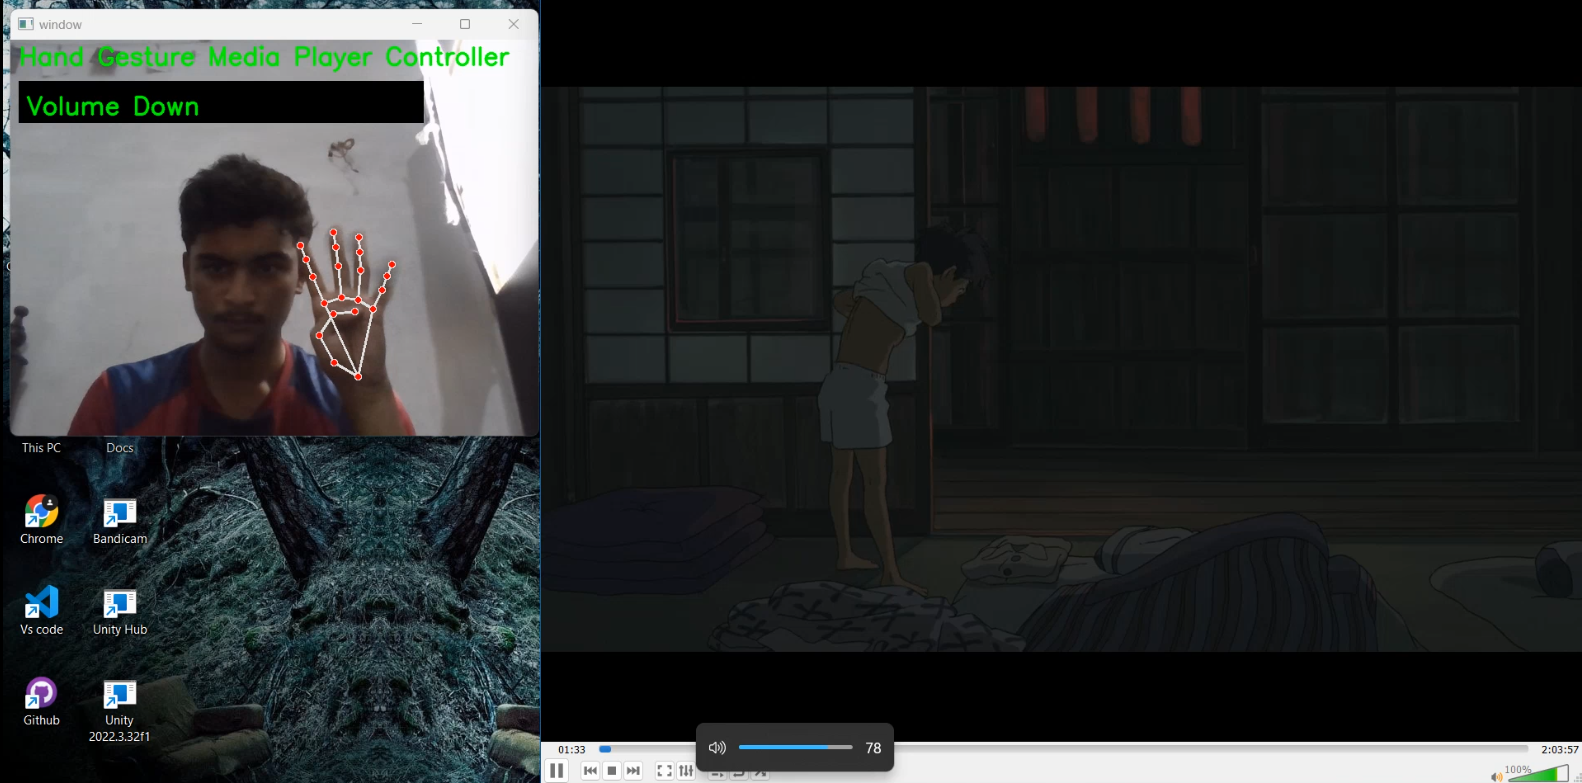 window
Hand Gesture Media Player Controller
Volume Down
This PC
Docs
Chrome
Bandicam
Vs code
Unity Hub
Github
Unity
2022.3.32f1
01:33
78
2:03:57
100%